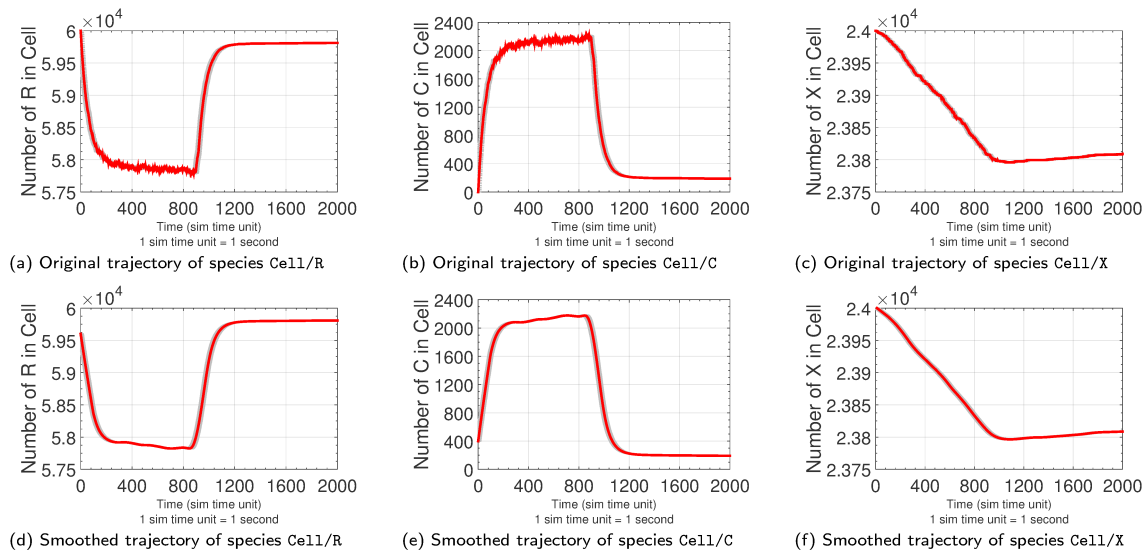 ×10⁴
6
5.95
5.9
5.85
5.8
5.75
Number of R in Cell
0 400 800 1200 1600 2000
Time (sim time unit)
1 sim time unit = 1 second
(a) Original trajectory of species Cell/R
2400
2000
1600
1200
800
400
0
Number of C in Cell
0 400 800 1200 1600 2000
Time (sim time unit)
1 sim time unit = 1 second
(b) Original trajectory of species Cell/C
×10⁴
2.4
2.395
2.39
2.385
2.38
2.375
Number of X in Cell
0 400 800 1200 1600 2000
Time (sim time unit)
1 sim time unit = 1 second
(c) Original trajectory of species Cell/X
×10⁴
6
5.95
5.9
5.85
5.8
5.75
Number of R in Cell
0 400 800 1200 1600 2000
Time (sim time unit)
1 sim time unit = 1 second
(d) Smoothed trajectory of species Cell/R
2400
2000
1600
1200
800
400
0
Number of C in Cell
0 400 800 1200 1600 2000
Time (sim time unit)
1 sim time unit = 1 second
(e) Smoothed trajectory of species Cell/C
×10⁴
2.4
2.395
2.39
2.385
2.38
2.375
Number of X in Cell
0 400 800 1200 1600 2000
Time (sim time unit)
1 sim time unit = 1 second
(f) Smoothed trajectory of species Cell/X